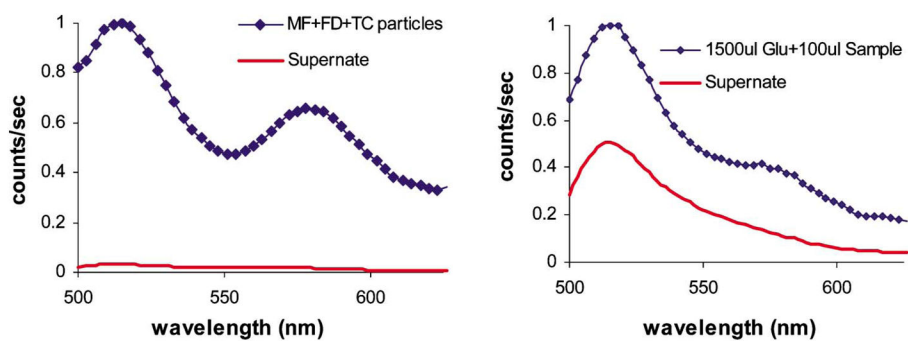 MF+FD+TC particles
Supernate
counts/sec
1
0.8
0.6
0.4
0.2
0
500
550
600
wavelength (nm)
1500ul Glu+100ul Sample
Supernate
counts/sec
1
0.8
0.6
0.4
0.2
0
500
550
600
wavelength (nm)